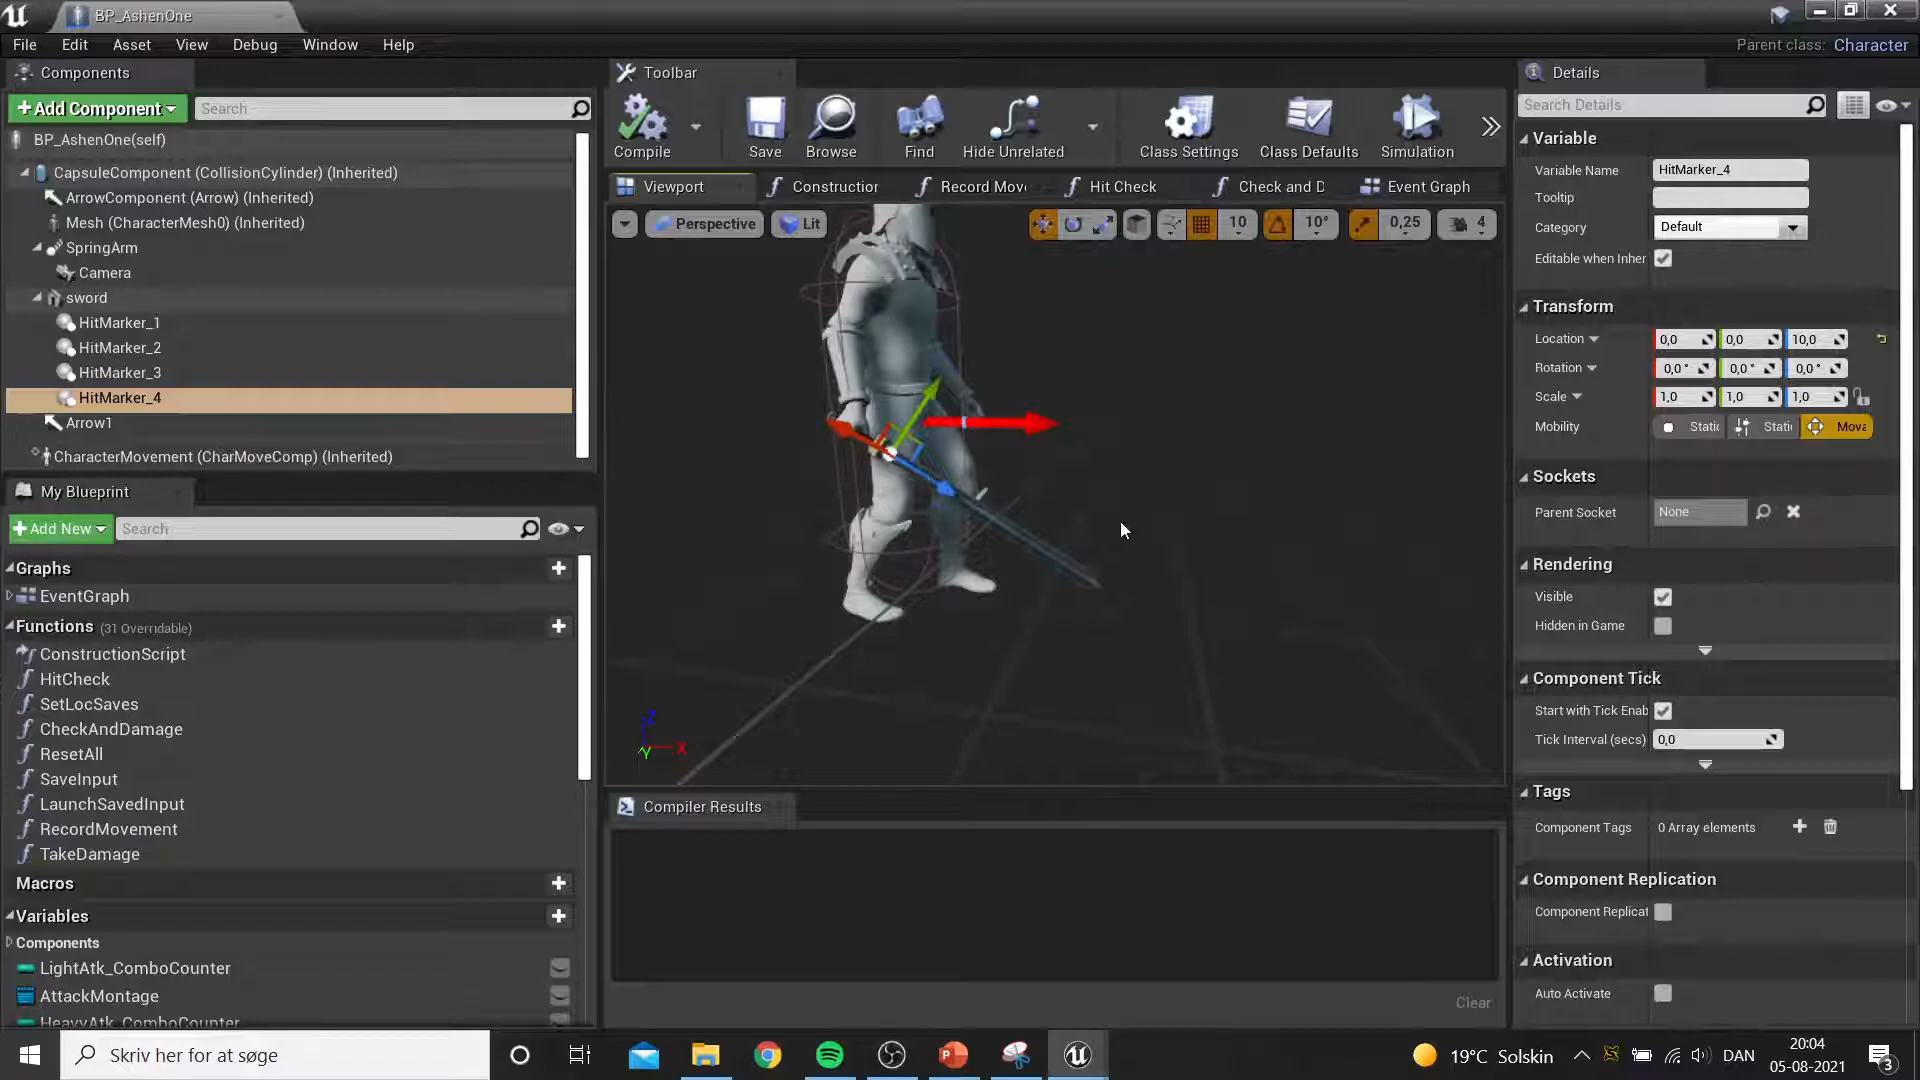 BP_AshenOne
File Edit Asset View Debug Window Help
Parent class: Character
Components
Add Component
Search
BP_AshenOne(self)
CapsuleComponent (CollisionCylinder) (Inherited)
ArrowComponent (Arrow) (Inherited)
Mesh (CharacterMesh0) (Inherited)
SpringArm
Camera
sword
HitMarker_1
HitMarker_2
HitMarker_3
HitMarker_4
Arrow1
CharacterMovement (CharMoveComp) (Inherited)
My Blueprint
Add New
Search
Graphs
EventGraph
Functions (31 Overridable)
ConstructionScript
HitCheck
SetLocSaves
CheckAndDamage
ResetAll
SaveInput
LaunchSavedInput
RecordMovement
TakeDamage
Macros
Variables
Components
LightAtk_ComboCounter
AttackMontage
HeavyAtk_ComboCounter
Toolbar
Compile
Save
Browse
Find
Hide Unrelated
Class Settings
Class Defaults
Simulation
Viewport
Constructior
Record Mov
Hit Check
Check and D
Event Graph
Perspective
Lit
10
10°
0,25
4
Z
Y
X
Compiler Results
Clear
Details
Search Details
Variable
Variable Name HitMarker_4
Tooltip
Category Default
Editable when Inher
Transform
Location 0,0 0,0 10,0
Rotation 0,0 ° 0,0 ° 0,0 °
Scale 1,0 1,0 1,0
Mobility Static Static Mova
Sockets
Parent Socket None
Rendering
Visible
Hidden in Game
Component Tick
Start with Tick Enab
Tick Interval (secs) 0,0
Tags
Component Tags 0 Array elements
Component Replication
Component Replicat
Activation
Auto Activate
Skriv her for at søge
19°C Solskin
DAN
20:04
05-08-2021
3